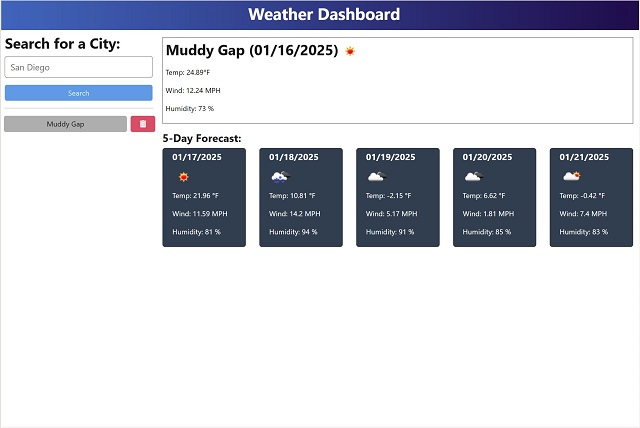 Weather Dashboard
Search for a City:
San Diego
Search
Muddy Gap
Muddy Gap (01/16/2025)
Temp: 24.89°F
Wind: 12.24 MPH
Humidity: 73 %
5-Day Forecast:
01/17/2025
Temp: 21.96 °F
Wind: 11.59 MPH
Humidity: 81 %
01/18/2025
Temp: 10.81 °F
Wind: 14.2 MPH
Humidity: 94 %
01/19/2025
Temp: -2.15 °F
Wind: 5.17 MPH
Humidity: 91 %
01/20/2025
Temp: 6.62 °F
Wind: 1.81 MPH
Humidity: 85 %
01/21/2025
Temp: -0.42 °F
Wind: 7.4 MPH
Humidity: 83 %